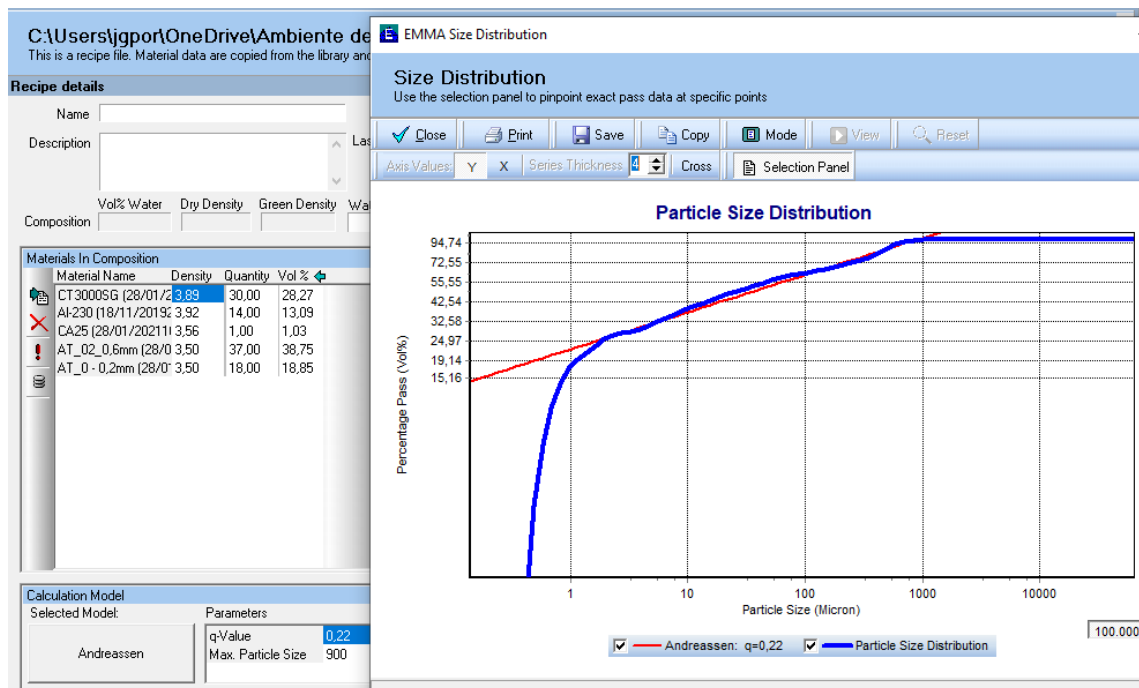 C:\Users\jgpor\OneDrive\Ambiente de
This is a recipe file. Material data are copied from the library and
Recipe details
Name
Description
Las
Vol% Water Dry Density Green Density Wa
Composition
Materials In Composition
Material Name Density Quantity Vol %
CT3000SG (28/01/2 3,89 30,00 28,27
Al-230 (18/11/20192 3,92 14,00 13,09
CA25 (28/01/202111 3,56 1,00 1,03
AT_02_0,6mm (28/0 3,50 37,00 38,75
AT_0 - 0,2mm (28/0 3,50 18,00 18,85
Calculation Model
Selected Model: Parameters
Andreassen
q-Value 0,22
Max. Particle Size 900
EMMA Size Distribution
Size Distribution
Use the selection panel to pinpoint exact pass data at specific points
Close Print Save Copy Mode View Reset
Axis Values: Y X Series Thickness 4 Cross Selection Panel
Particle Size Distribution
Percentage Pass (Vol%)
94,74
72,55
55,55
42,54
32,58
24,97
19,14
15,16
1 10 100 1000 10000
Particle Size (Micron)
100.000
Andreassen: q=0,22 Particle Size Distribution